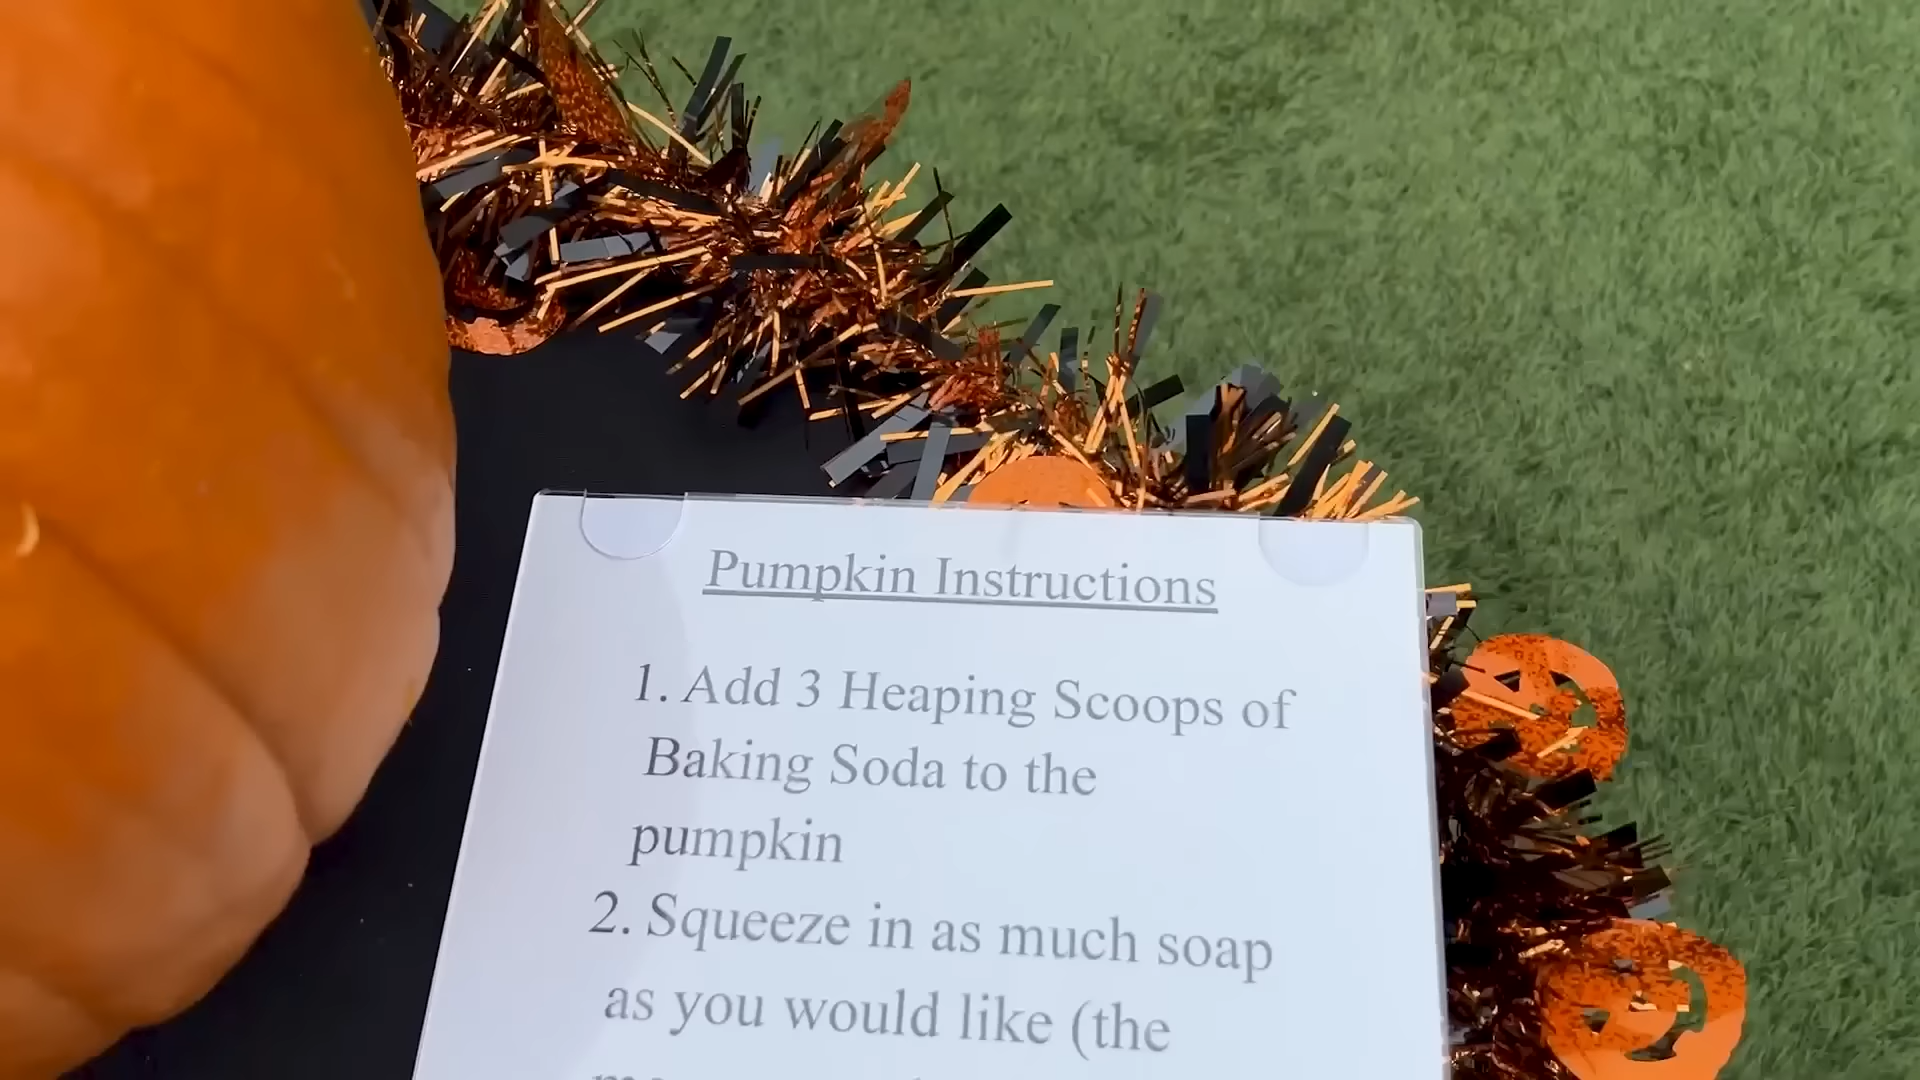 Pumpkin Instructions
1. Add 3 Heaping Scoops of
Baking Soda to the
pumpkin
2. Squeeze in as much soap
as you would like (the